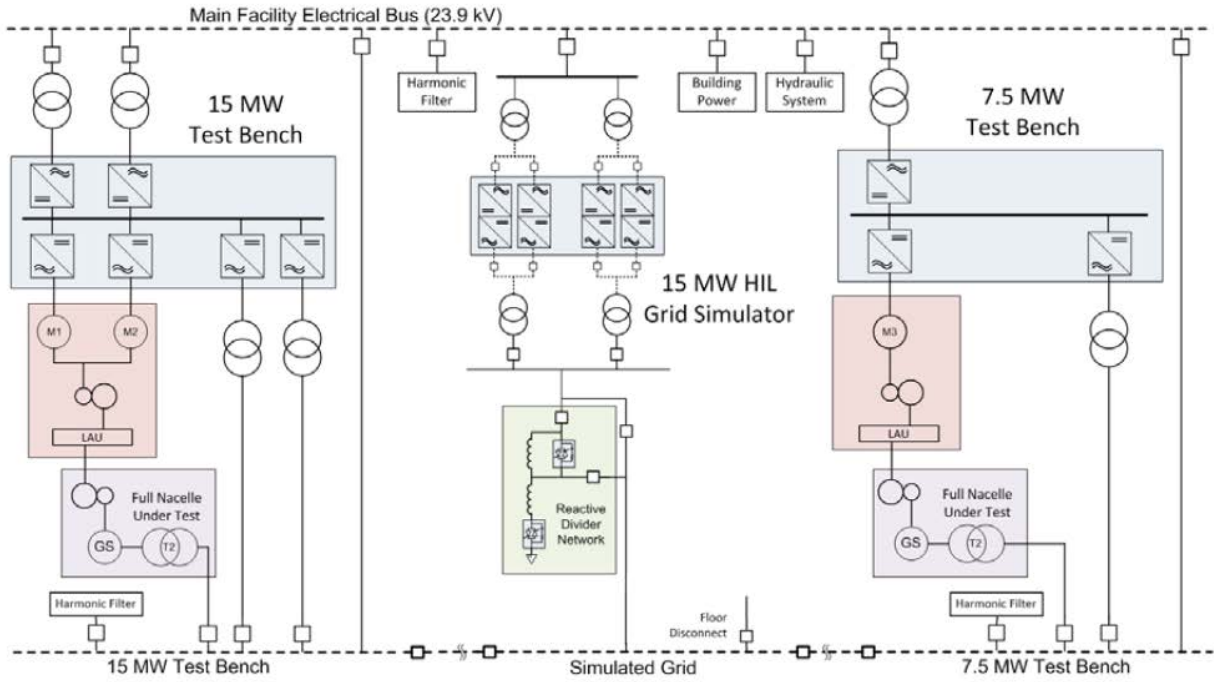 Main Facility Electrical Bus (23.9 kV)
15 MW
Test Bench
Harmonic
Filter
Building
Power
Hydraulic
System
7.5 MW
Test Bench
15 MW HIL
Grid Simulator
M1
M2
LAU
Full Nacelle
Under Test
GS
T2
Harmonic Filter
Reactive
Divider
Network
M3
LAU
Full Nacelle
Under Test
GS
T2
Harmonic Filter
Floor
Disconnect
15 MW Test Bench
Simulated Grid
7.5 MW Test Bench